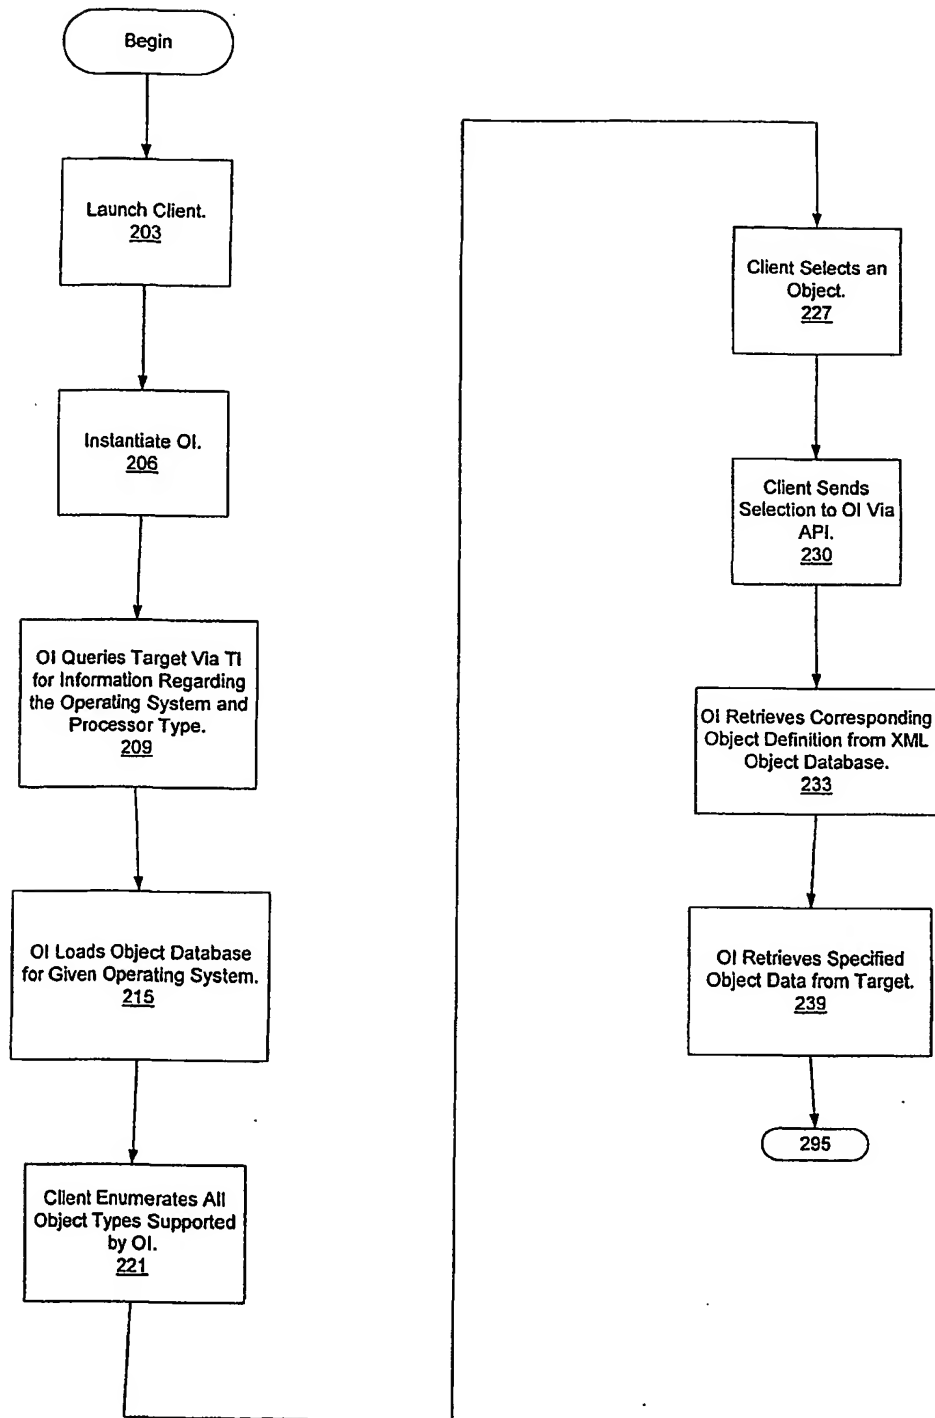 Begin
Launch Client.
203
Instantiate OI.
206
OI Queries Target Via TI
for Information Regarding
the Operating System and
Processor Type.
209
OI Loads Object Database
for Given Operating System.
215
Client Enumerates All
Object Types Supported
by OI.
221
Client Selects an
Object.
227
Client Sends
Selection to OI Via
API.
230
OI Retrieves Corresponding
Object Definition from XML
Object Database.
233
OI Retrieves Specified
Object Data from Target.
239
295